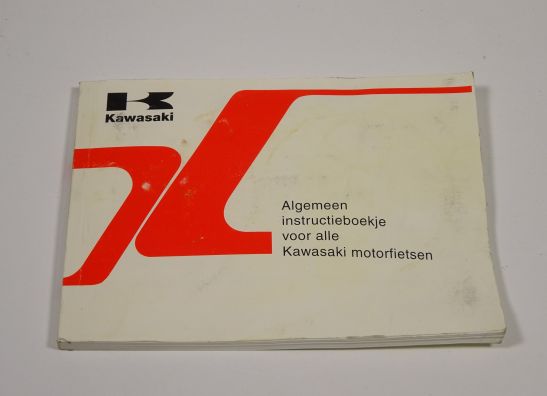 Kawasaki
Algemeen
instructieboekje
voor alle
Kawasaki motorfietsen